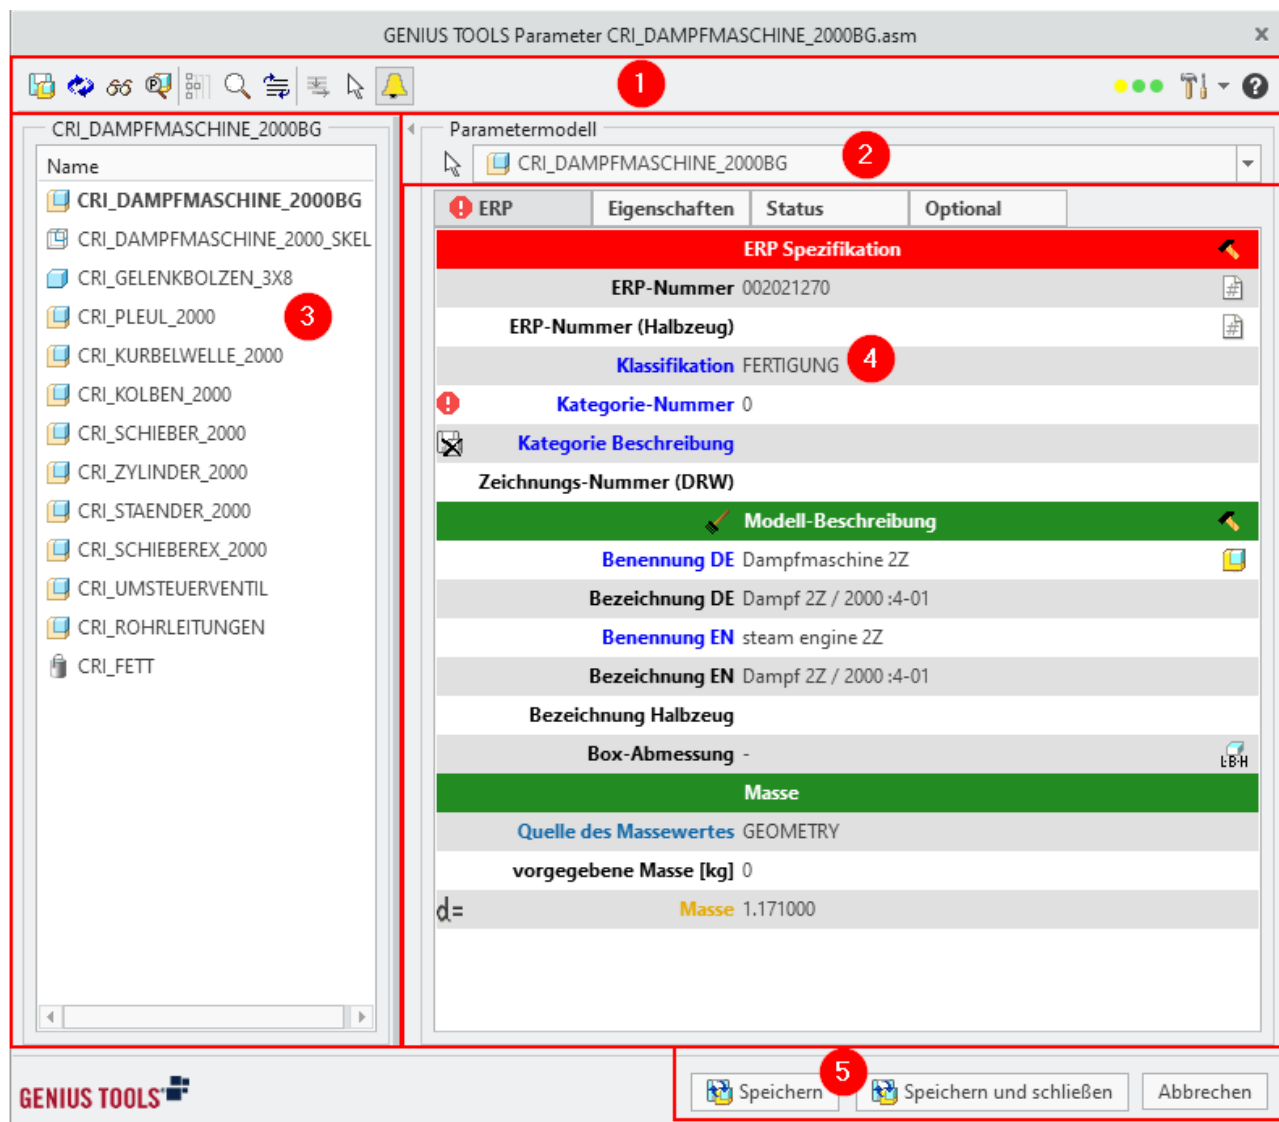 GENIUS TOOLS Parameter CRI_DAMPFMASCHINE_2000BG.asm
1
CRI_DAMPFMASCHINE_2000BG
Name
CRI_DAMPFMASCHINE_2000BG
CRI_DAMPFMASCHINE_2000_SKEL
CRI_GELENKBOLZEN_3X8
CRI_PLEUL_2000
3
CRI_KURBELWELLE_2000
CRI_KOLBEN_2000
CRI_SCHIEBER_2000
CRI_ZYLINDER_2000
CRI_STAENDER_2000
CRI_SCHIEBEREX_2000
CRI_UMSTEUERVENTIL
CRI_ROHRLEITUNGEN
CRI_FETT
Parametermodell
CRI_DAMPFMASCHINE_2000BG 2
ERP Eigenschaften Status Optional
ERP Spezifikation
ERP-Nummer 002021270
ERP-Nummer (Halbzeug)
Klassifikation FERTIGUNG 4
Kategorie-Nummer 0
Kategorie Beschreibung
Zeichnungs-Nummer (DRW)
Modell-Beschreibung
Benennung DE Dampfmaschine 2Z
Bezeichnung DE Dampf 2Z / 2000 :4-01
Benennung EN steam engine 2Z
Bezeichnung EN Dampf 2Z / 2000 :4-01
Bezeichnung Halbzeug
Box-Abmessung - L·B·H
Masse
Quelle des Massewertes GEOMETRY
vorgegebene Masse [kg] 0
d= Masse 1.171000
GENIUS TOOLS
Speichern 5 Speichern und schließen Abbrechen